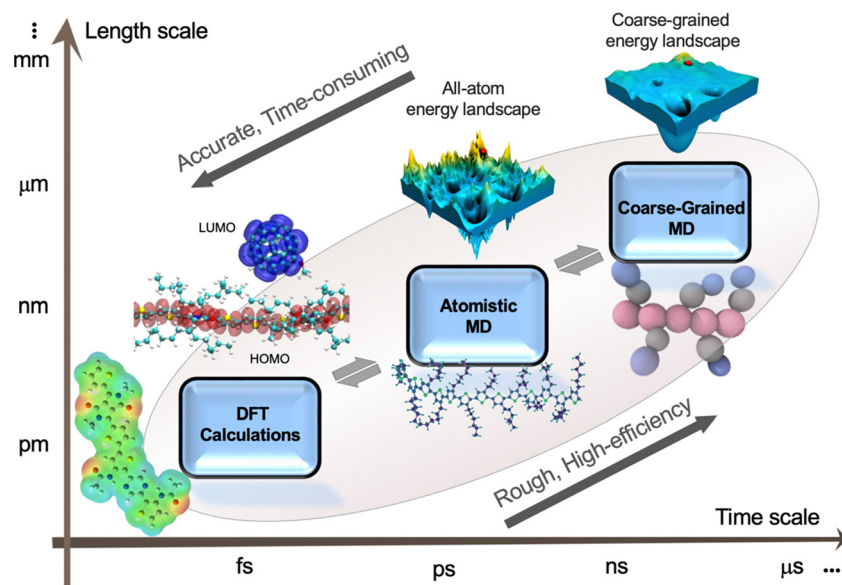 ⋮
Length scale
mm
μm
nm
pm
Accurate, Time-consuming
Coarse-grained
energy landscape
All-atom
energy landscape
LUMO
HOMO
Coarse-Grained
MD
Atomistic
MD
DFT
Calculations
Rough, High-efficiency
Time scale
fs
ps
ns
μs
...